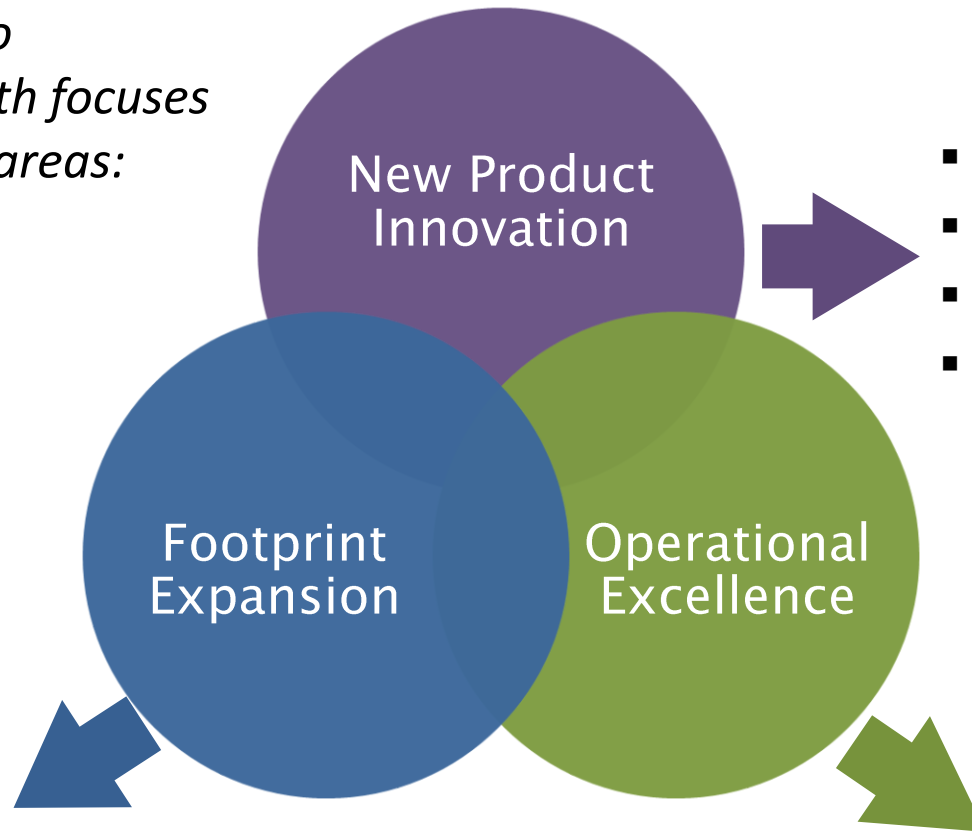 th focuses
areas:
New Product
Innovation
Footprint
Expansion
Operational
Excellence